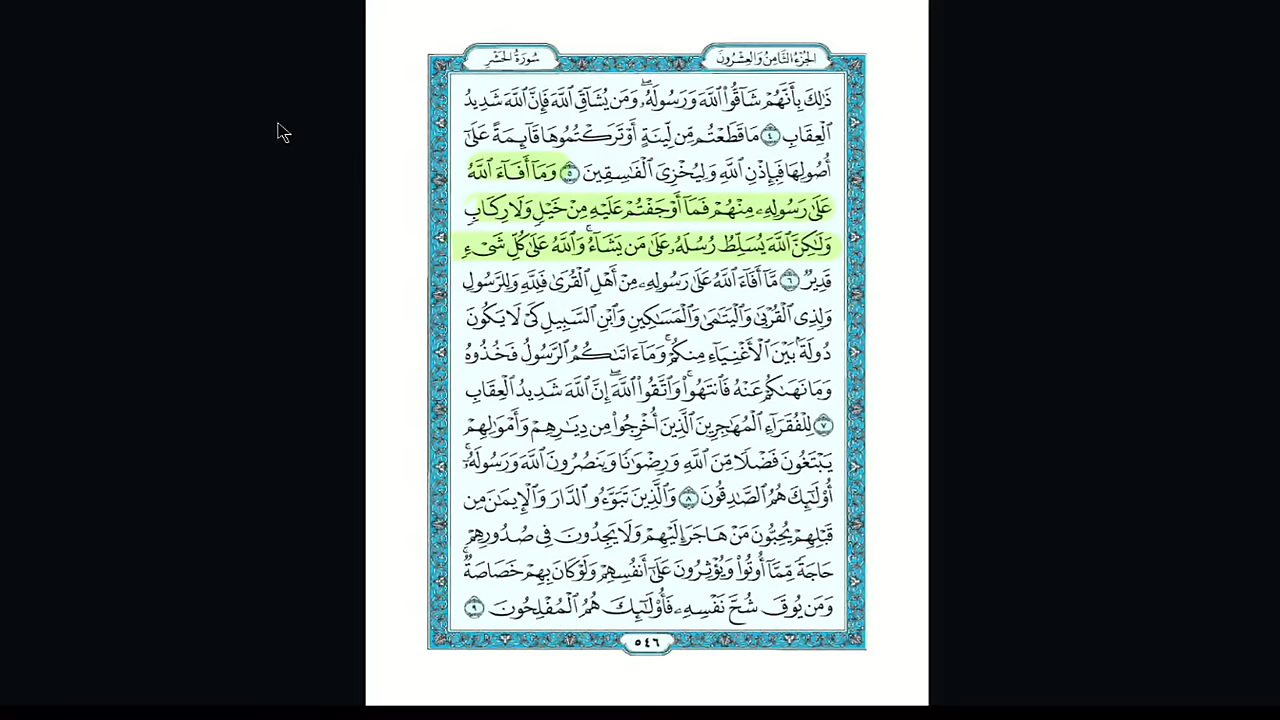 الجُزْءُ الثَّامِنُ وَالعِشْرُونَ
سُورَةُ الحَشْرِ
ذَٰلِكَ بِأَنَّهُمْ شَآقُّوا۟ ٱللَّهَ وَرَسُولَهُۥ ۖ وَمَن يُشَآقِّ ٱللَّهَ فَإِنَّ ٱللَّهَ شَدِيدُ
ٱلْعِقَابِ ٤ مَا قَطَعْتُم مِّن لِّينَةٍ أَوْ تَرَكْتُمُوهَا قَآئِمَةً عَلَىٰٓ
أُصُولِهَا فَبِإِذْنِ ٱللَّهِ وَلِيُخْزِىَ ٱلْفَٰسِقِينَ ٥ وَمَآ أَفَآءَ ٱللَّهُ
عَلَىٰ رَسُولِهِۦ مِنْهُمْ فَمَآ أَوْجَفْتُمْ عَلَيْهِ مِنْ خَيْلٍ وَلَا رِكَابٍ
وَلَٰكِنَّ ٱللَّهَ يُسَلِّطُ رُسُلَهُۥ عَلَىٰ مَن يَشَآءُ ۚ وَٱللَّهُ عَلَىٰ كُلِّ شَىْءٍ
قَدِيرٌ ٦ مَّآ أَفَآءَ ٱللَّهُ عَلَىٰ رَسُولِهِۦ مِنْ أَهْلِ ٱلْقُرَىٰ فَلِلَّهِ وَلِلرَّسُولِ
وَلِذِى ٱلْقُرْبَىٰ وَٱلْيَتَٰمَىٰ وَٱلْمَسَٰكِينِ وَٱبْنِ ٱلسَّبِيلِ كَىْ لَا يَكُونَ
دُولَةًۢ بَيْنَ ٱلْأَغْنِيَآءِ مِنكُمْ ۚ وَمَآ ءَاتَىٰكُمُ ٱلرَّسُولُ فَخُذُوهُ
وَمَا نَهَىٰكُمْ عَنْهُ فَٱنتَهُوا۟ ۚ وَٱتَّقُوا۟ ٱللَّهَ ۖ إِنَّ ٱللَّهَ شَدِيدُ ٱلْعِقَابِ
٧ لِلْفُقَرَآءِ ٱلْمُهَٰجِرِينَ ٱلَّذِينَ أُخْرِجُوا۟ مِن دِيَٰرِهِمْ وَأَمْوَٰلِهِمْ
يَبْتَغُونَ فَضْلًا مِّنَ ٱللَّهِ وَرِضْوَٰنًا وَيَنصُرُونَ ٱللَّهَ وَرَسُولَهُۥٓ ۚ
أُو۟لَٰٓئِكَ هُمُ ٱلصَّٰدِقُونَ ٨ وَٱلَّذِينَ تَبَوَّءُو ٱلدَّارَ وَٱلْإِيمَٰنَ مِن
قَبْلِهِمْ يُحِبُّونَ مَنْ هَاجَرَ إِلَيْهِمْ وَلَا يَجِدُونَ فِى صُدُورِهِمْ
حَاجَةً مِّمَّآ أُوتُوا۟ وَيُؤْثِرُونَ عَلَىٰٓ أَنفُسِهِمْ وَلَوْ كَانَ بِهِمْ خَصَاصَةٌ ۚ
وَمَن يُوقَ شُحَّ نَفْسِهِۦ فَأُو۟لَٰٓئِكَ هُمُ ٱلْمُفْلِحُونَ ٩
٥٤٦